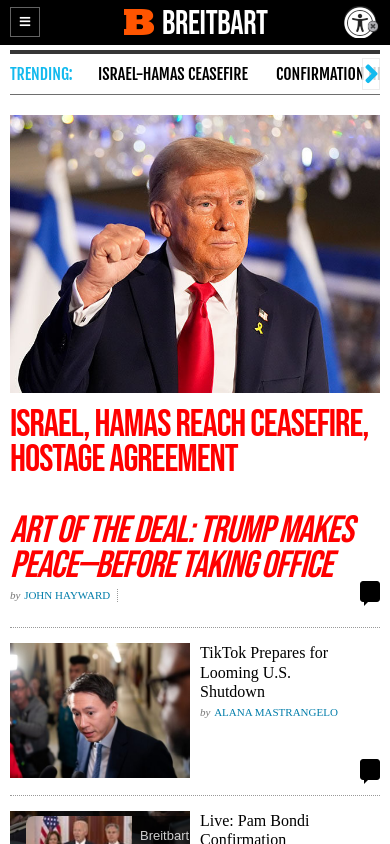 BREITBART
TRENDING:
ISRAEL-HAMAS CEASEFIRE
CONFIRMATION
ISRAEL, HAMAS REACH CEASEFIRE,
HOSTAGE AGREEMENT
ART OF THE DEAL: TRUMP MAKES
PEACE—BEFORE TAKING OFFICE
by JOHN HAYWARD
TikTok Prepares for
Looming U.S.
Shutdown
by ALANA MASTRANGELO
Breitbart
Live: Pam Bondi
Confirmation